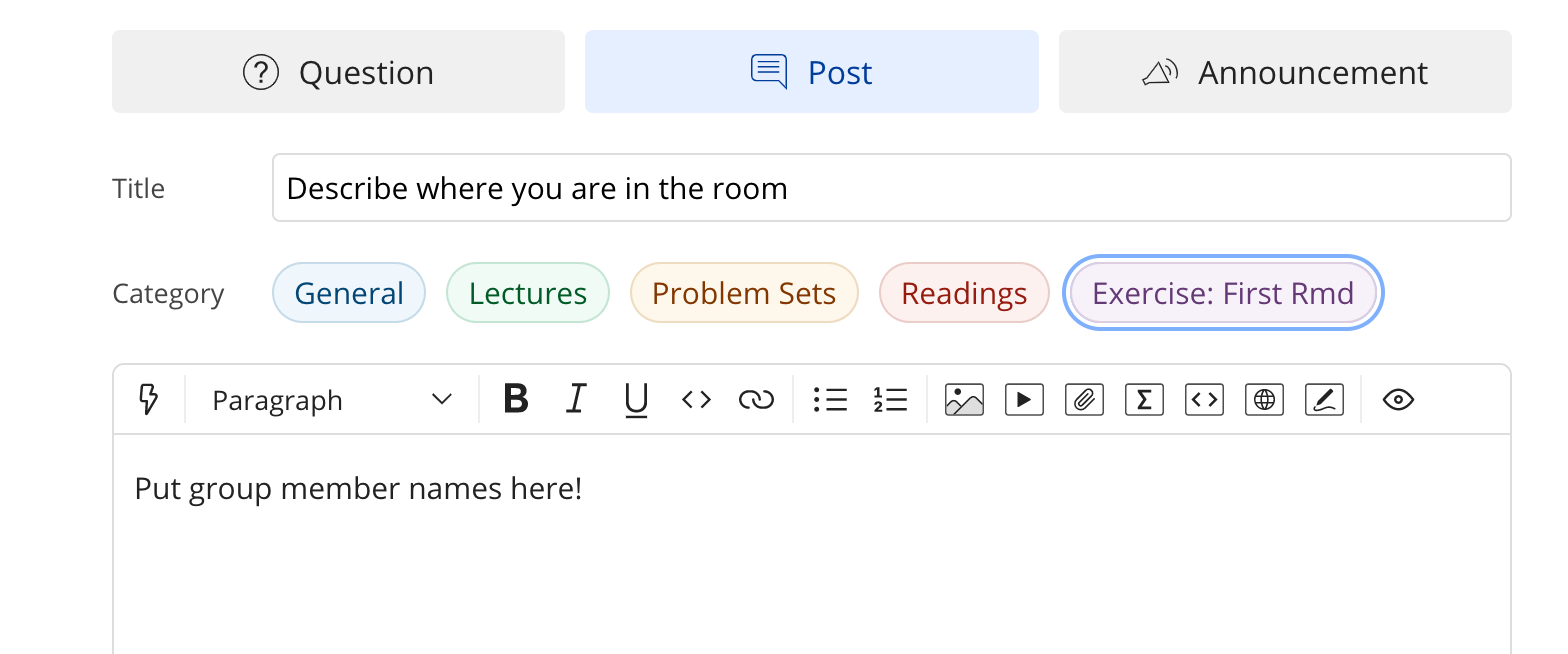 Question Post Announcement
Title Describe where you are in the room
Category General Lectures Problem Sets Readings Exercise: First Rmd
Paragraph B I U
Put group member names here!